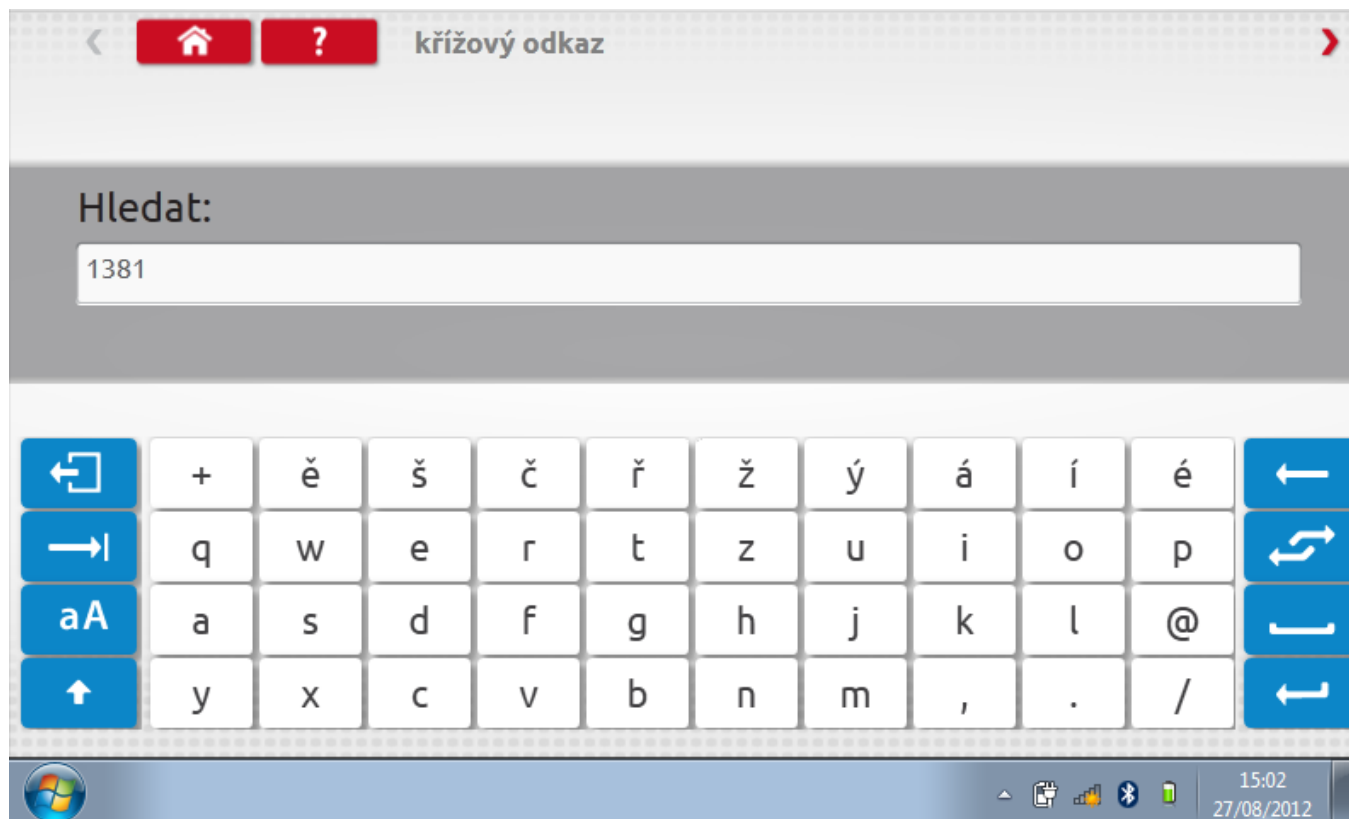 ? křížový odkaz
Hledat:
1381
+ ě š č ř ž ý á í é
q w e r t z u i o p
aA a s d f g h j k l @
y x c v b n m , . /
15:02
27/08/2012